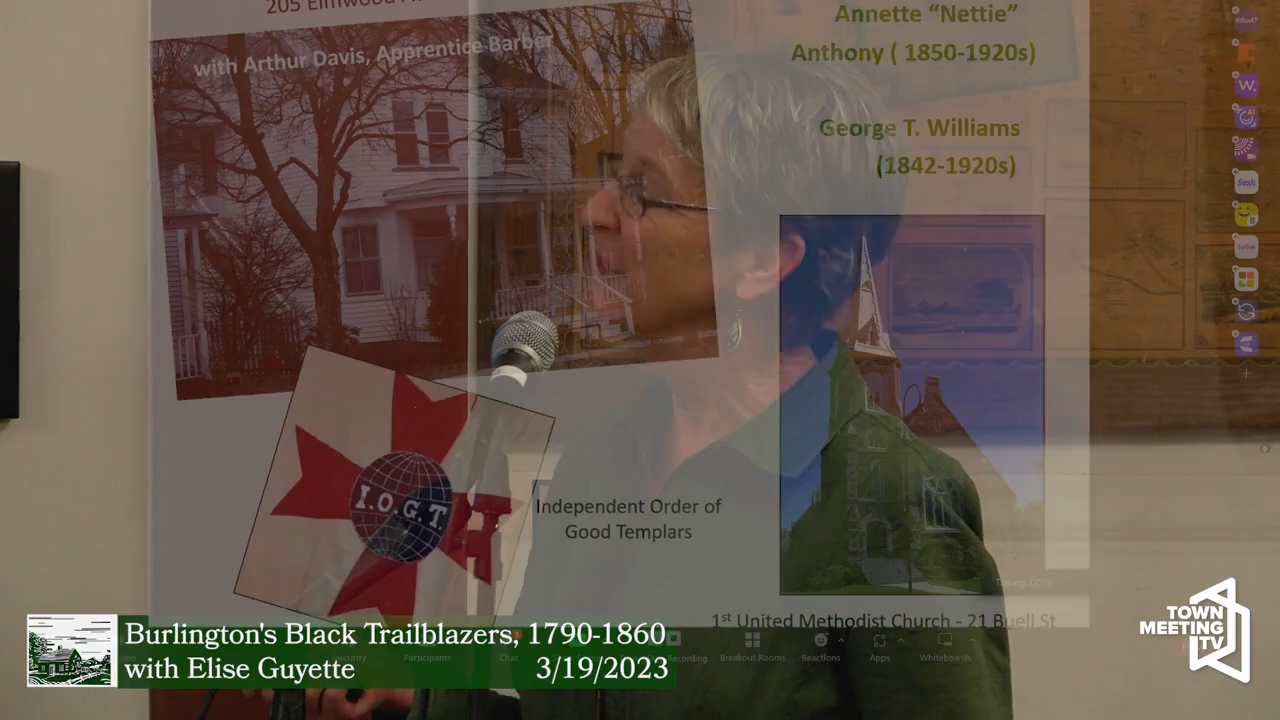 205 Elmwood
with Arthur Davis, Apprentice Barber
Annette “Nettie”
Anthony ( 1850-1920s)
George T. Williams
(1842-1920s)
I.O.G.T.
Independent Order of
Good Templars
1st United Methodist Church - 21 Buell St
Burlington's Black Trailblazers, 1790-1860
with Elise Guyette 3/19/2023
TOWN
MEETING
TV
Participants
Chat
Recording
Breakout Rooms
Reactions
Apps
Whiteboards
Kahoot!
W.
Sesh